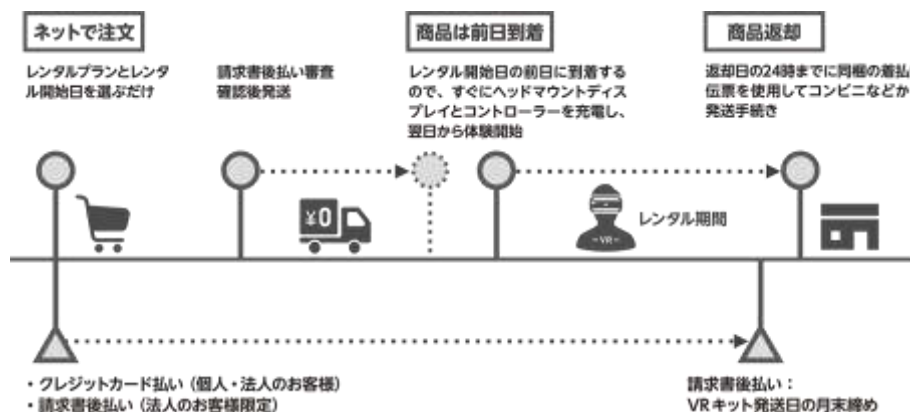 ネットで注文
レンタルプランとレンタ
ル開始日を選ぶだけ
請求書後払い審査
確認後発送
商品は前日到着
レンタル開始日の前日に到着する
ので、すぐにヘッドマウントディス
プレイとコントローラーを充電し、
翌日から体験開始
商品返却
返却日の24時までに同梱の着払
伝票を使用してコンビニなどか
発送手続き
¥0
-VR-
レンタル期間
・クレジットカード払い（個人・法人のお客様）
・請求書後払い（法人のお客様限定）
請求書後払い：
VRキット発送日の月末締め